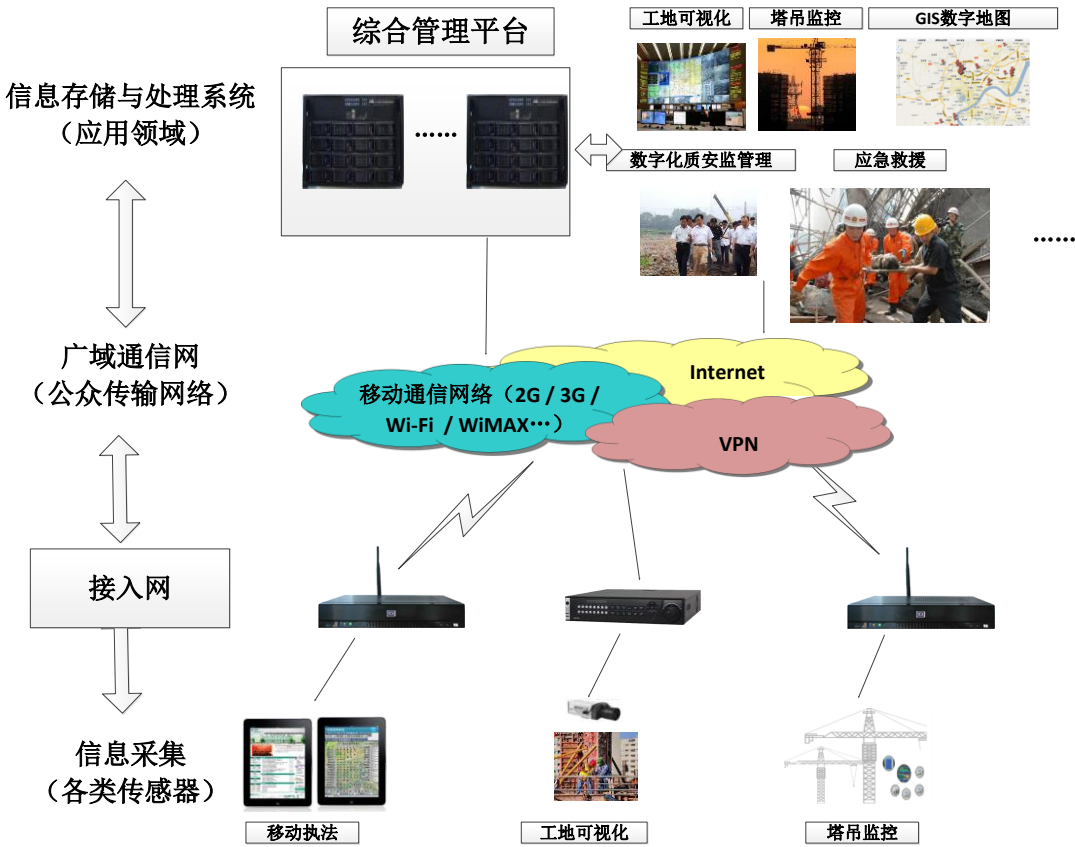 综合管理平台
工地可视化
塔吊监控
GIS数字地图
信息存储与处理系统
（应用领域）
……
数字化质安监管理
应急救援
……
广域通信网
（公众传输网络）
Internet
移动通信网络（2G / 3G /
Wi-Fi / WiMAX…）
VPN
接入网
信息采集
（各类传感器）
移动执法
工地可视化
塔吊监控